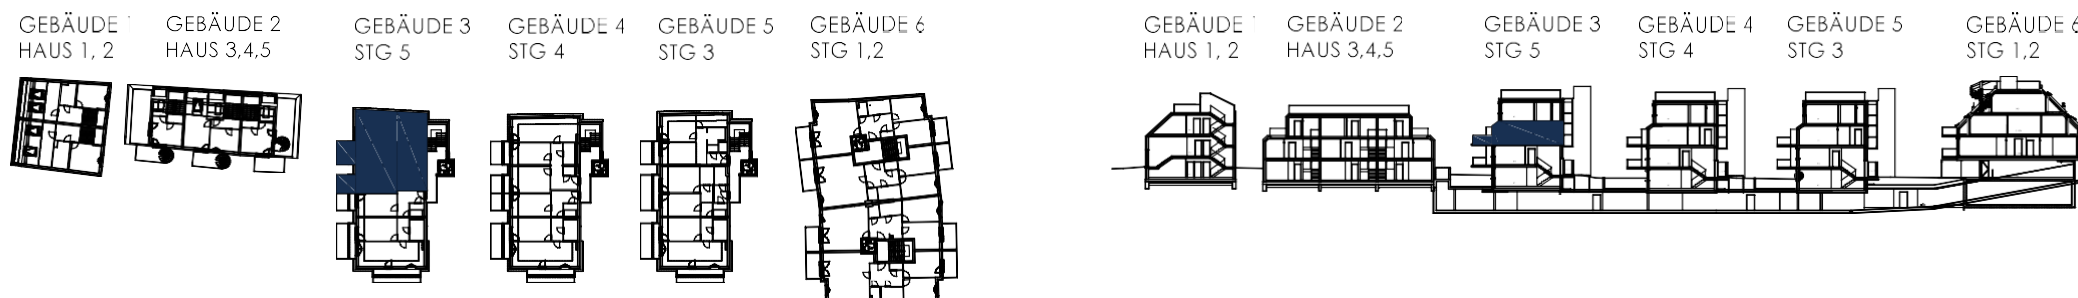 GEBÄUDE 1
HAUS 1, 2
GEBÄUDE 2
HAUS 3,4,5
GEBÄUDE 3
STG 5
GEBÄUDE 4
STG 4
GEBÄUDE 5
STG 3
GEBÄUDE 6
STG 1,2
GEBÄUDE 1
HAUS 1, 2
GEBÄUDE 2
HAUS 3,4,5
GEBÄUDE 3
STG 5
GEBÄUDE 4
STG 4
GEBÄUDE 5
STG 3
GEBÄUDE 6
STG 1,2